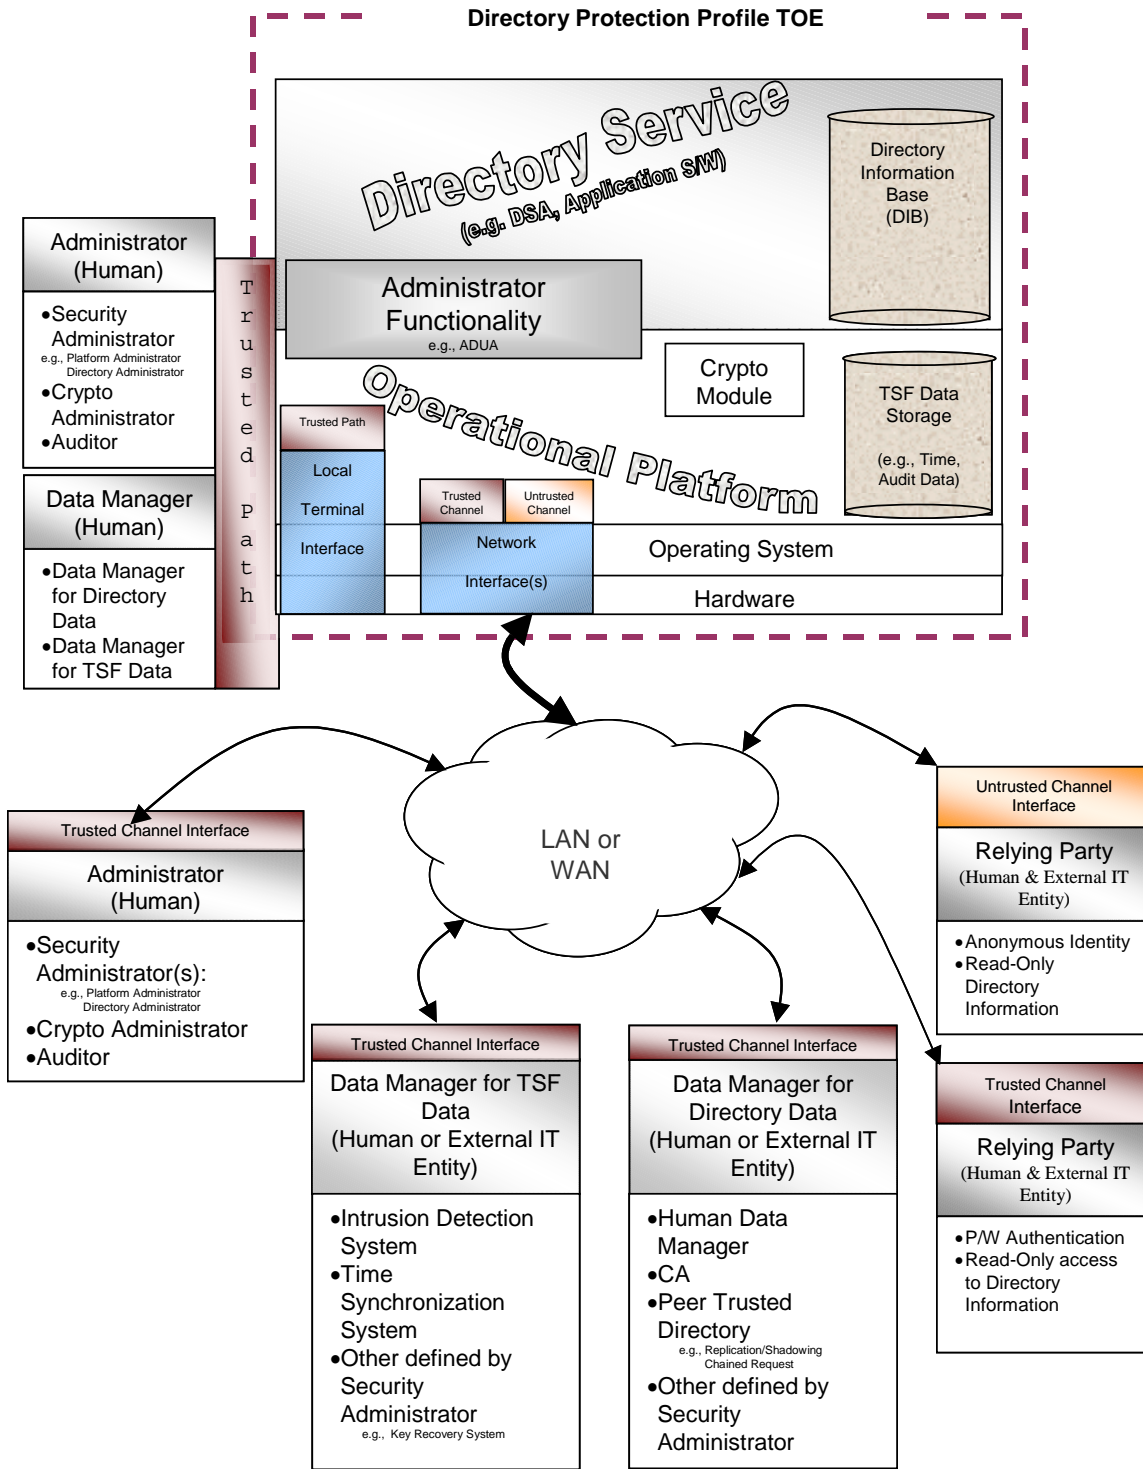 Directory Protection Profile TOE
Directory Service
(e.g. DSA, Application S/W)
Directory
Information
Base
(DIB)
Administrator
(Human)
•Security
Administrator
e.g., Platform Administrator
Directory Administrator
•Crypto
Administrator
•Auditor
Data Manager
(Human)
•Data Manager
for Directory
Data
•Data Manager
for TSF Data
Trusted Path
Administrator
Functionality
e.g., ADUA
Crypto
Module
TSF Data
Storage
(e.g., Time,
Audit Data)
Operational Platform
Trusted Path
Local
Terminal
Interface
Trusted
Channel
Untrusted
Channel
Network
Interface(s)
Operating System
Hardware
LAN or
WAN
Trusted Channel Interface
Administrator
(Human)
•Security
Administrator(s):
e.g., Platform Administrator
Directory Administrator
•Crypto Administrator
•Auditor
Trusted Channel Interface
Data Manager for TSF
Data
(Human or External IT
Entity)
•Intrusion Detection
System
•Time
Synchronization
System
•Other defined by
Security
Administrator
e.g., Key Recovery System
Trusted Channel Interface
Data Manager for
Directory Data
(Human or External IT
Entity)
•Human Data
Manager
•CA
•Peer Trusted
Directory
e.g., Replication/Shadowing
Chained Request
•Other defined by
Security
Administrator
Untrusted Channel
Interface
Relying Party
(Human & External IT
Entity)
•Anonymous Identity
•Read-Only
Directory
Information
Trusted Channel
Interface
Relying Party
(Human & External IT
Entity)
•P/W Authentication
•Read-Only access
to Directory
Information